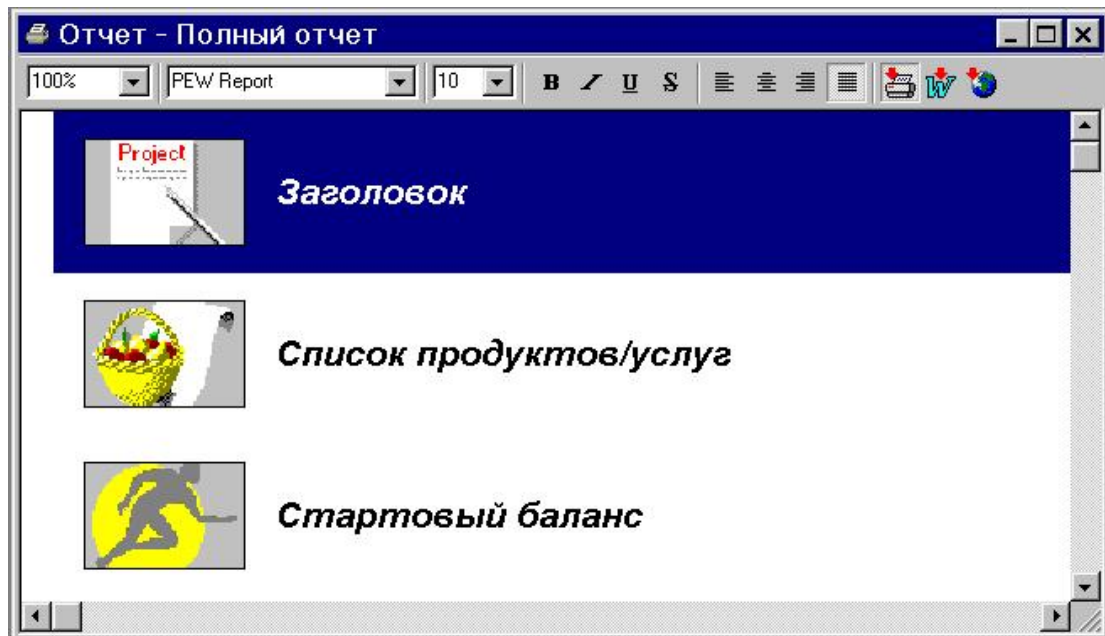 Отчет - Полный отчет
100% PEW Report 10 B I U S W
Project
Заголовок
Список продуктов/услуг
Стартовый баланс